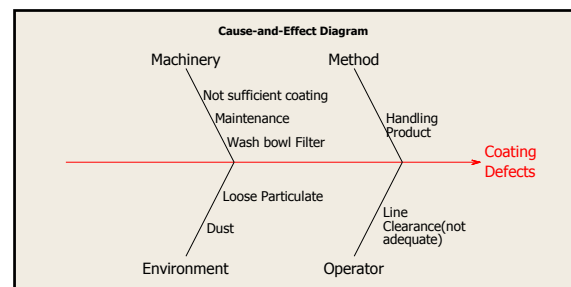 Cause-and-Effect Diagram
Machinery
Method
Not sufficient coating
Maintenance
Wash bowl Filter
Handling
Product
Coating
Defects
Loose Particulate
Dust
Line
Clearance(not
adequate)
Environment
Operator